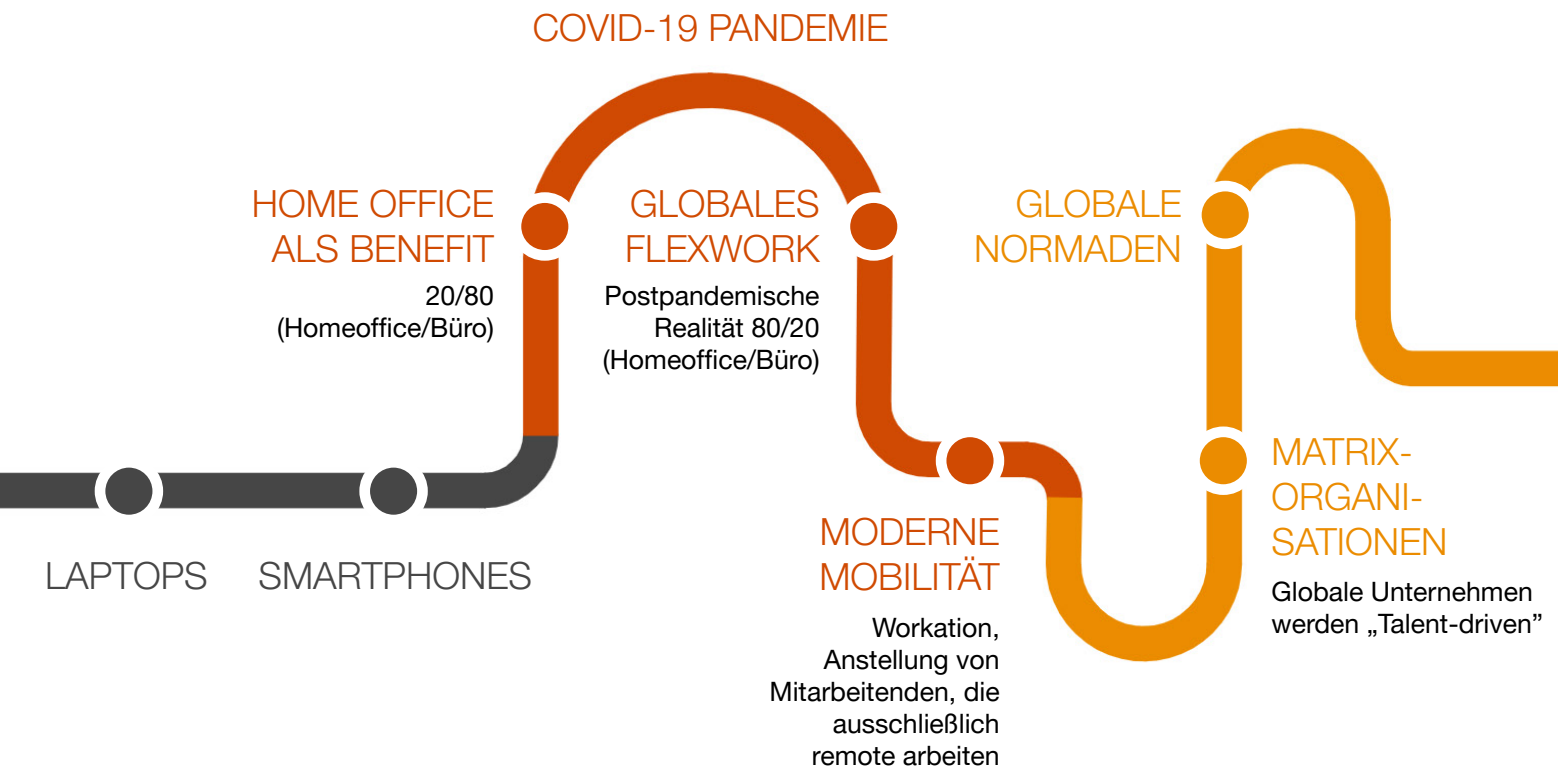 COVID-19 PANDEMIE
HOME OFFICE
ALS BENEFIT
20/80
(Homeoffice/Büro)
GLOBALES
FLEXWORK
Postpandemische
Realität 80/20
(Homeoffice/Büro)
GLOBALE
NORMADEN
LAPTOPS
SMARTPHONES
MODERNE
MOBILITÄT
Workation,
Anstellung von
Mitarbeitenden, die
ausschließlich
remote arbeiten
MATRIX-
ORGANI-
SATIONEN
Globale Unternehmen
werden „Talent-driven”